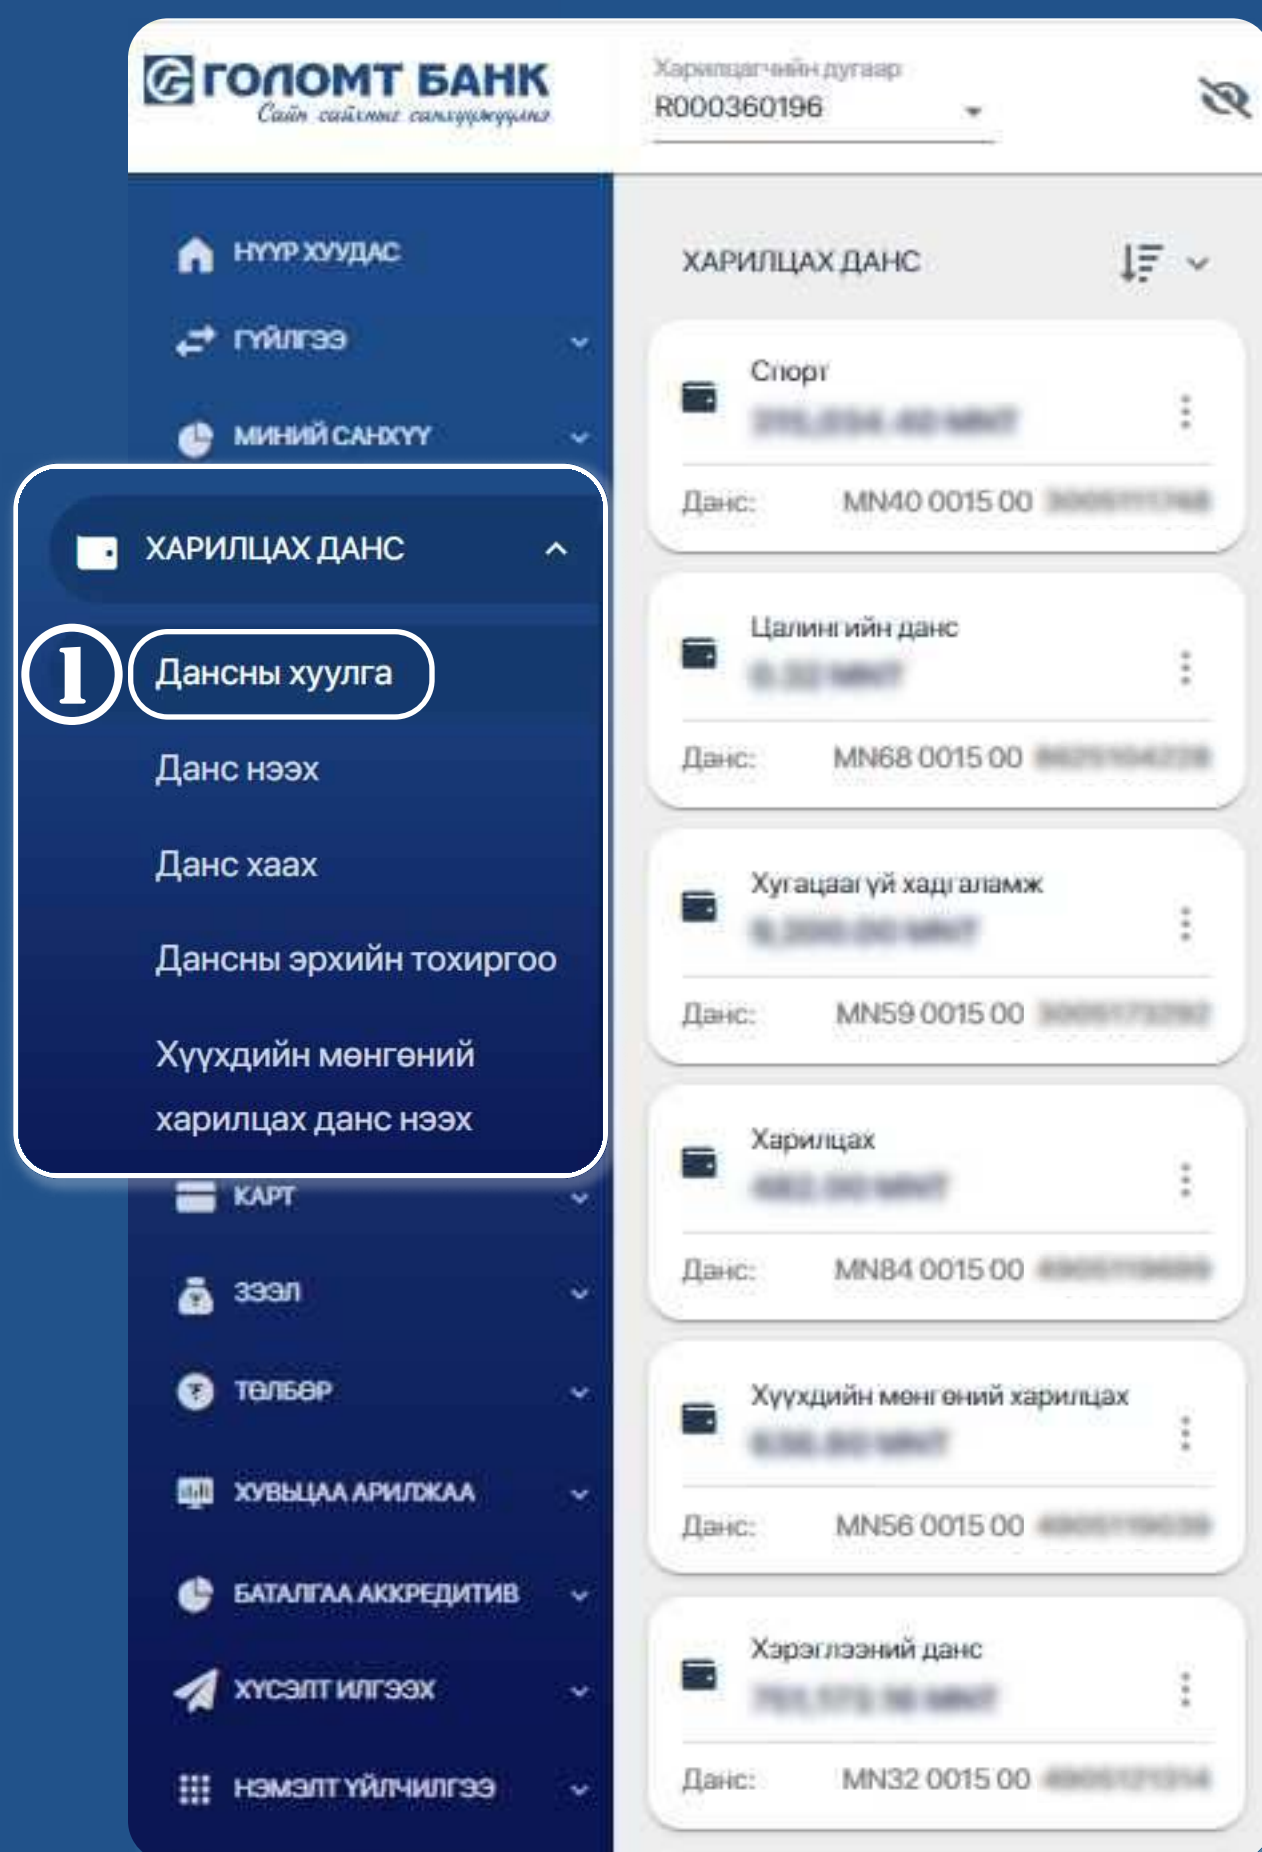 ГОЛОМТ БАНК
Сайн сайхныг санхүүжүүлнэ
Харилцагчийн дугаар
R000360196
НҮҮР ХУУДАС
ГҮЙЛГЭЭ
МИНИЙ САНХҮҮ
ХАРИЛЦАХ ДАНС
1
Дансны хуулга
Данс нээх
Данс хаах
Дансны эрхийн тохиргоо
Хүүхдийн мөнгөний
харилцах данс нээх
КАРТ
ЗЭЭЛ
ТӨЛБӨР
ХУВЬЦАА АРИЛЖАА
БАТАЛГАА АККРЕДИТИВ
ХҮСЭЛТ ИЛГЭЭХ
НЭМЭЛТ ҮЙЛЧИЛГЭЭ
ХАРИЛЦАХ ДАНС
Спорт
Данс: MN40 0015 00
Цалингийн данс
Данс: MN68 0015 00
Хугацаагүй хадгаламж
Данс: MN59 0015 00
Харилцах
Данс: MN84 0015 00
Хүүхдийн мөнгөний харилцах
Данс: MN56 0015 00
Хэрэглээний данс
Данс: MN32 0015 00